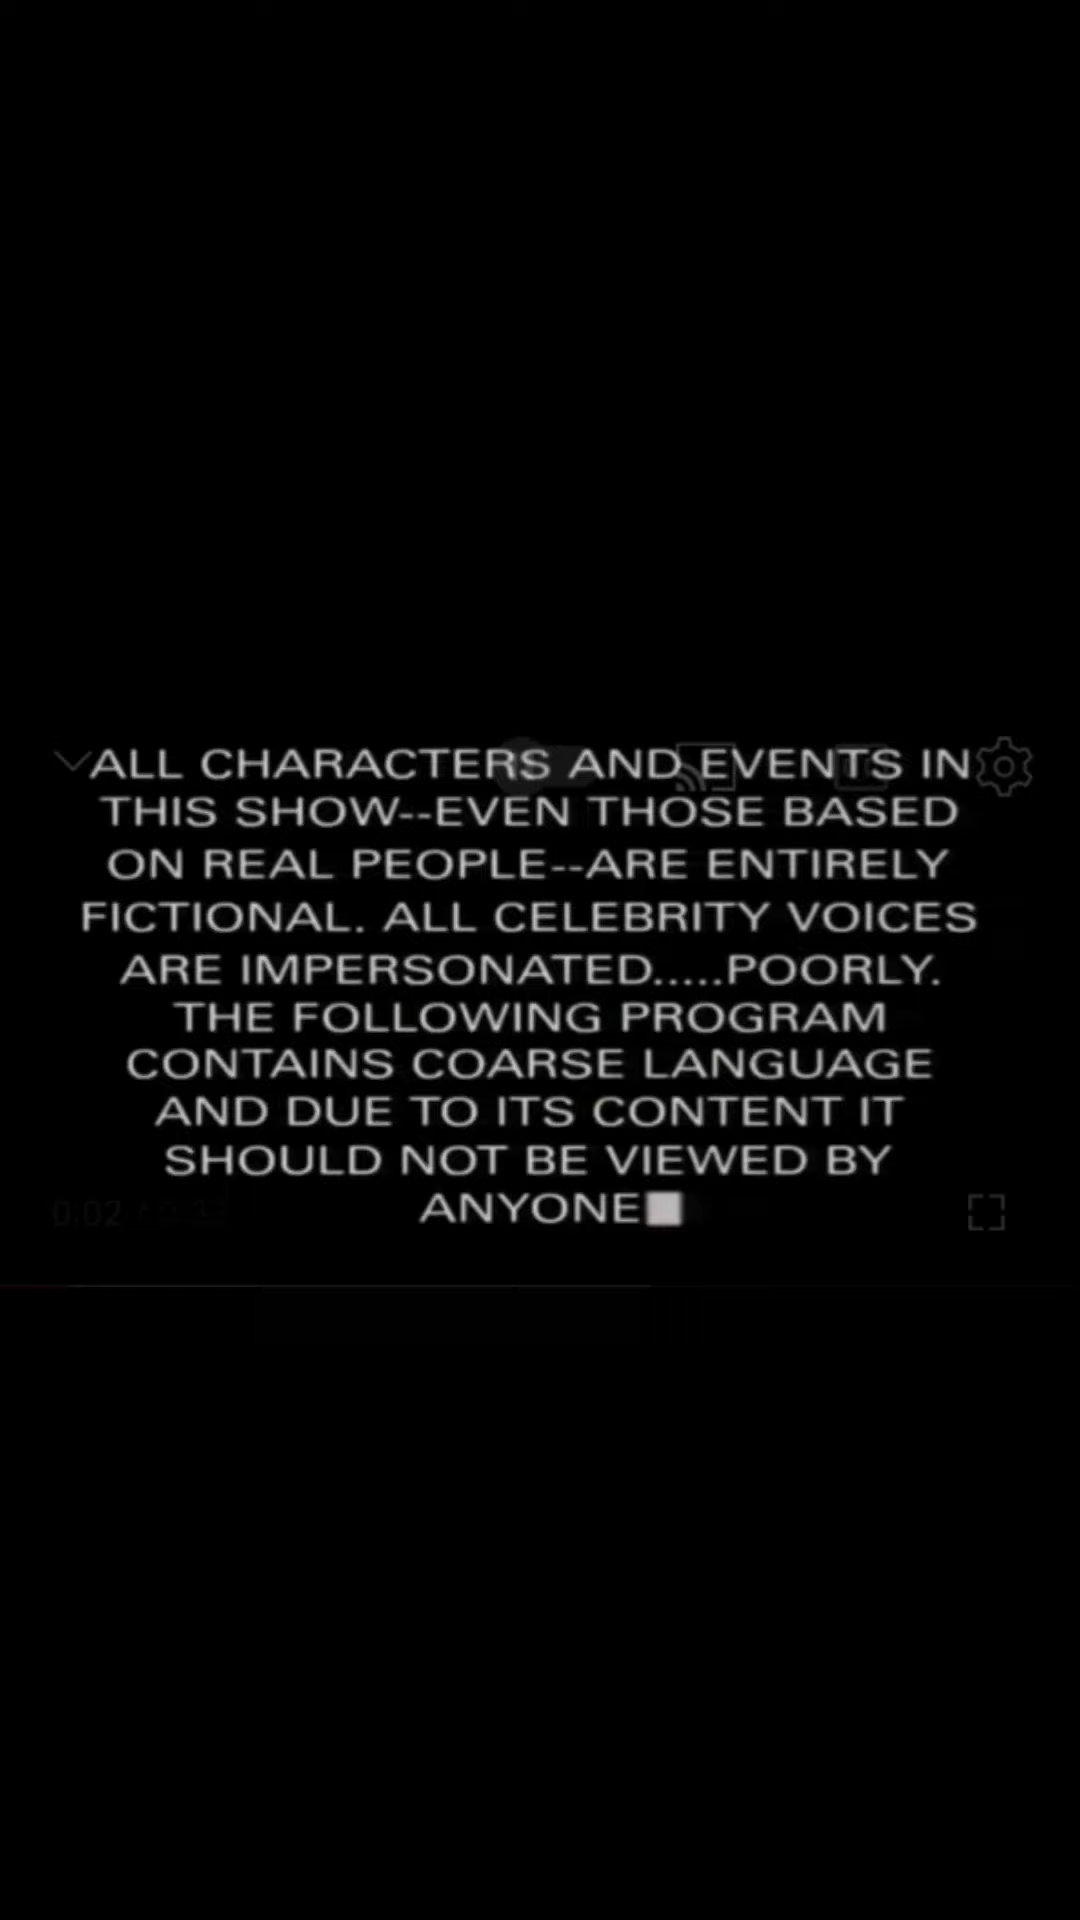 ALL CHARACTERS AND EVENTS IN
THIS SHOW--EVEN THOSE BASED
ON REAL PEOPLE--ARE ENTIRELY
FICTIONAL. ALL CELEBRITY VOICES
ARE IMPERSONATED.....POORLY.
THE FOLLOWING PROGRAM
CONTAINS COARSE LANGUAGE
AND DUE TO ITS CONTENT IT
SHOULD NOT BE VIEWED BY
ANYONE
0:02